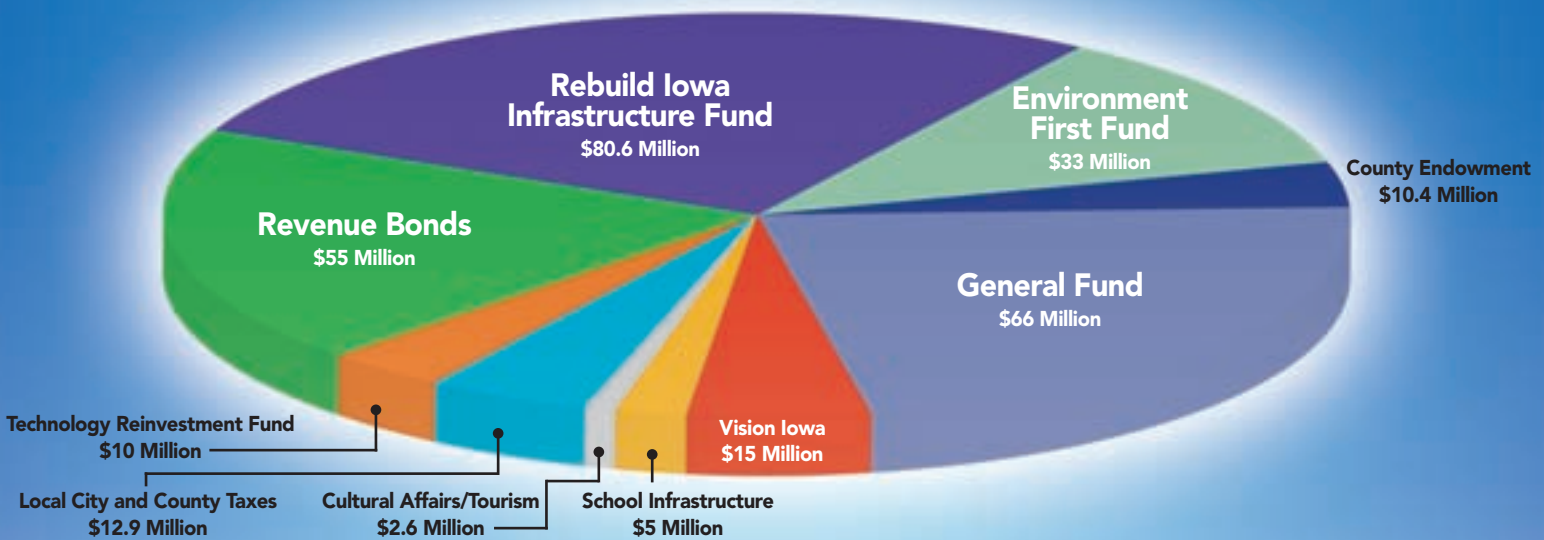 Rebuild Iowa
Infrastructure Fund
$80.6 Million
Environment
First Fund
$33 Million
County Endowment
$10.4 Million
Revenue Bonds
$55 Million
General Fund
$66 Million
Technology Reinvestment Fund
$10 Million
Vision Iowa
$15 Million
Local City and County Taxes
$12.9 Million
Cultural Affairs/Tourism
$2.6 Million
School Infrastructure
$5 Million